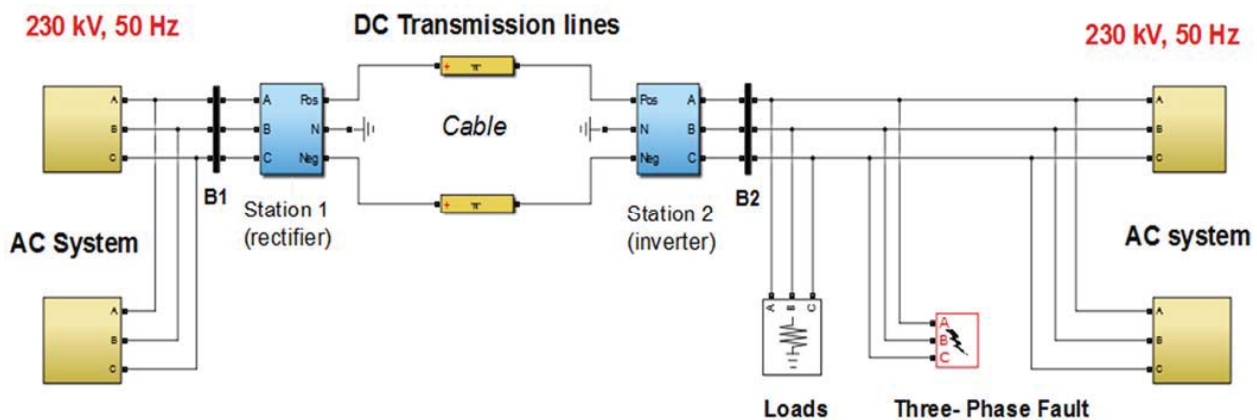 230 kV, 50 Hz
DC Transmission lines
230 kV, 50 Hz
A
B
C
B1
A
B
C
Pos
N
Neg
Station 1
(rectifier)
+ "π"
Cable
+ "π"
Pos
N
Neg
A
B
C
Station 2
(inverter)
B2
A
B
C
AC System
AC system
A
B
C
A B C
A
B
C
A
B
C
Loads
Three- Phase Fault